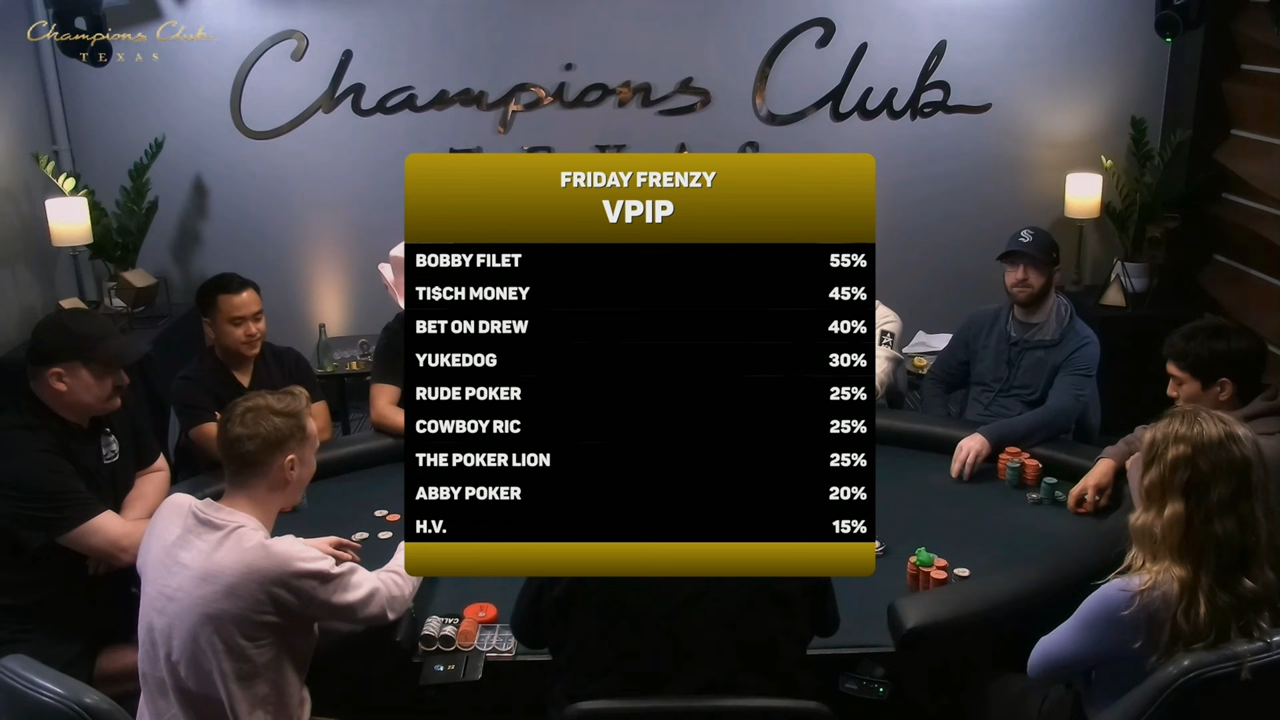 Champions Club
TEXAS
Champions Club
FRIDAY FRENZY
VPIP
BOBBY FILET 55%
TI$CH MONEY 45%
BET ON DREW 40%
YUKEDOG 30%
RUDE POKER 25%
COWBOY RIC 25%
THE POKER LION 25%
ABBY POKER 20%
H.V. 15%
S